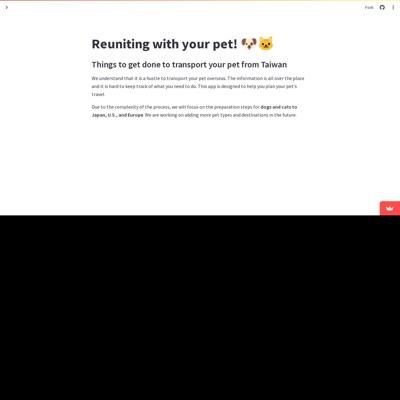 Fork
Reuniting with your pet! 🐶🐱
Things to get done to transport your pet from Taiwan
We understand that it is a hustle to transport your pet overseas. The information is all over the place
and it is hard to keep track of what you need to do. This app is designed to help you plan your pet's
travel.
Due to the complexity of the process, we will focus on the preparation steps for dogs and cats to
Japan, U.S., and Europe. We are working on adding more pet types and destinations in the future.